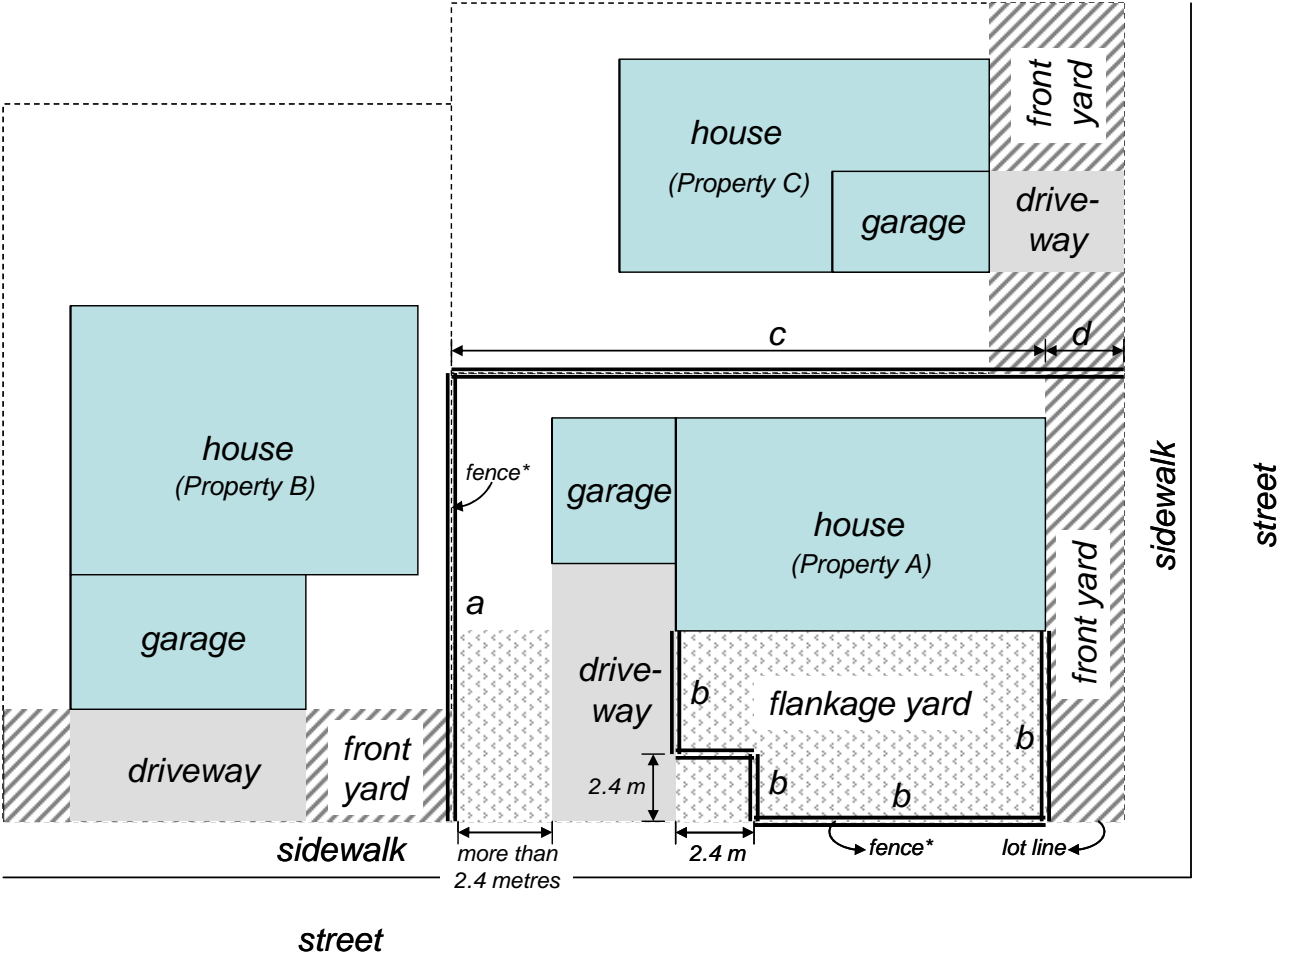 front
yard
house
(Property C)
garage
drive-
way
c
d
house
(Property B)
fence*
garage
house
(Property A)
sidewalk
street
a
garage
drive-
way
b
flankage yard
b
front yard
front
yard
driveway
2.4 m
b
b
sidewalk
more than
2.4 metres
2.4 m
fence*
lot line
street